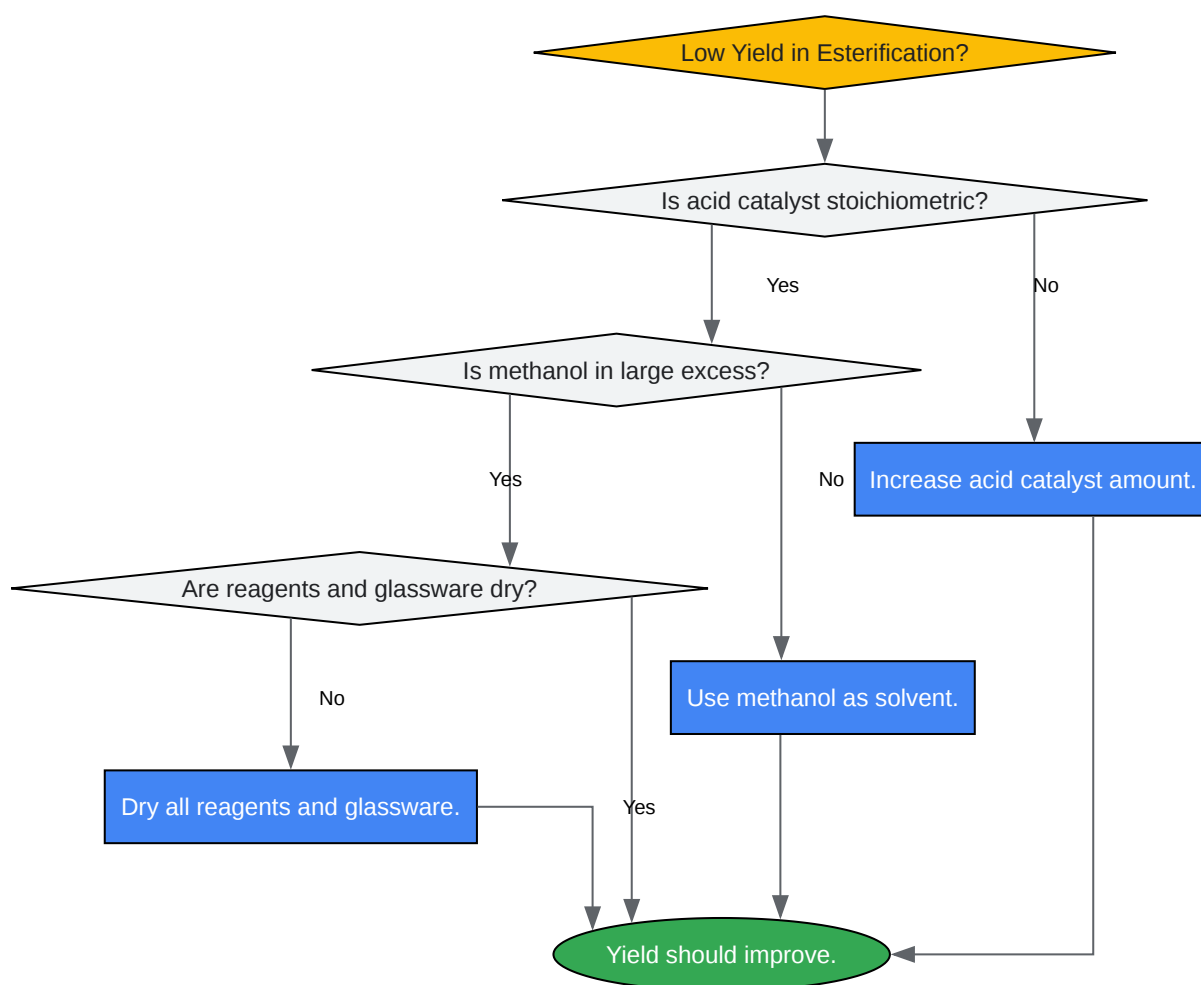 Low Yield in Esterification?
Is acid catalyst stoichiometric?
Yes
No
Is methanol in large excess?
Yes
No
Increase acid catalyst amount.
Are reagents and glassware dry?
No
Use methanol as solvent.
Dry all reagents and glassware.
Yes
Yield should improve.